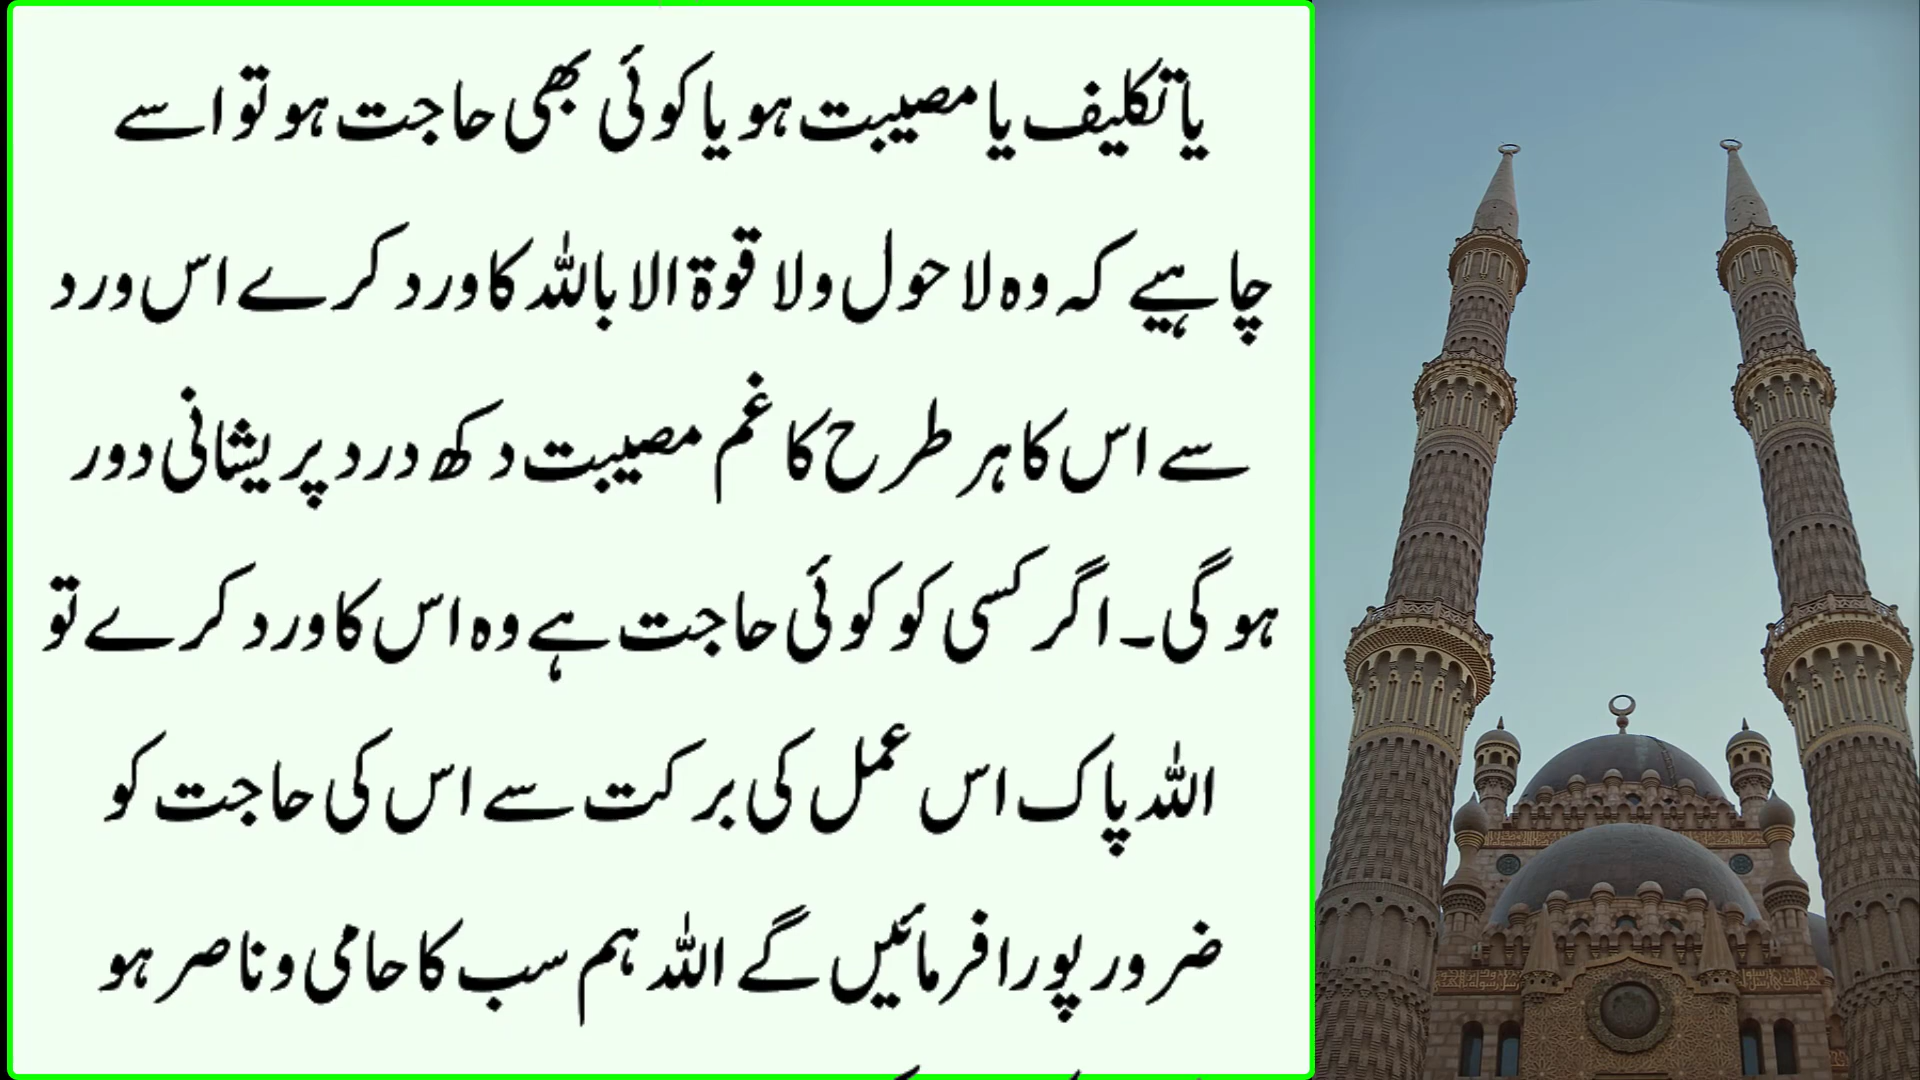 یا تکلیف یا مصیبت ہو یا کوئی بھی حاجت ہو تو اسے
چاہیے کہ وہ لا حول ولا قوة الا باللہ کا ورد کرے اس ورد
سے اس کا ہر طرح کا غم مصیبت دکھ درد پریشانی دور
ہو گی۔ اگر کسی کو کوئی حاجت ہے وہ اس کا ورد کرے تو
اللہ پاک اس عمل کی برکت سے اس کی حاجت کو
ضرور پورا فرمائیں گے اللہ ہم سب کا حامی و ناصر ہو